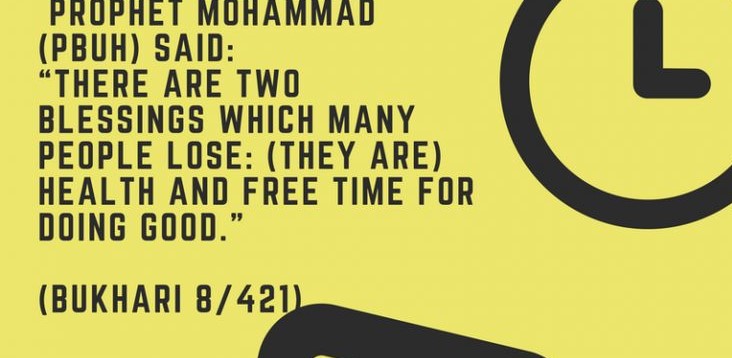 PROPHET MOHAMMAD
(PBUH) SAID:
“THERE ARE TWO
BLESSINGS WHICH MANY
PEOPLE LOSE: (THEY ARE)
HEALTH AND FREE TIME FOR
DOING GOOD.”
(BUKHARI 8/421)